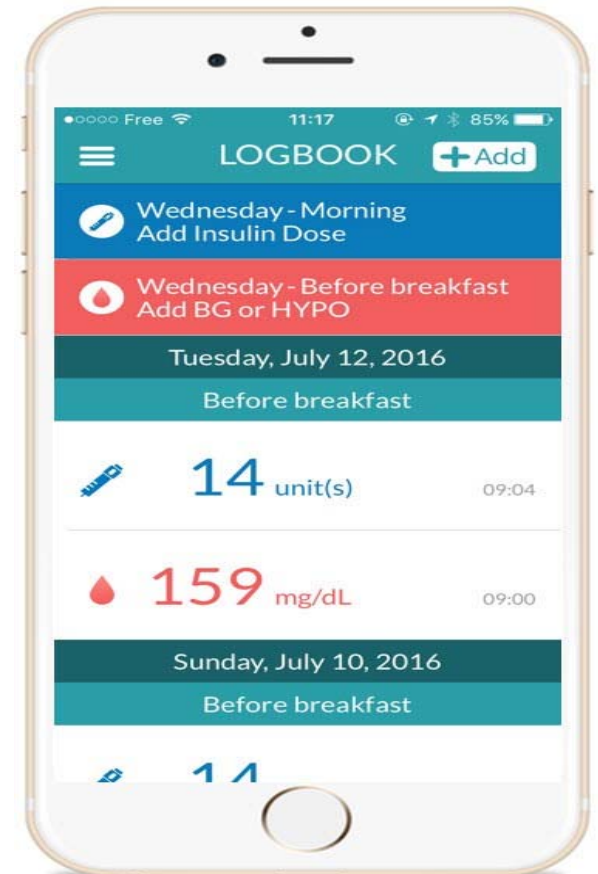 Free 11:17 85%
LOGBOOK +Add
Wednesday - Morning
Add Insulin Dose
Wednesday - Before breakfast
Add BG or HYPO
Tuesday, July 12, 2016
Before breakfast
14 unit(s) 09:04
159 mg/dL 09:00
Sunday, July 10, 2016
Before breakfast
14